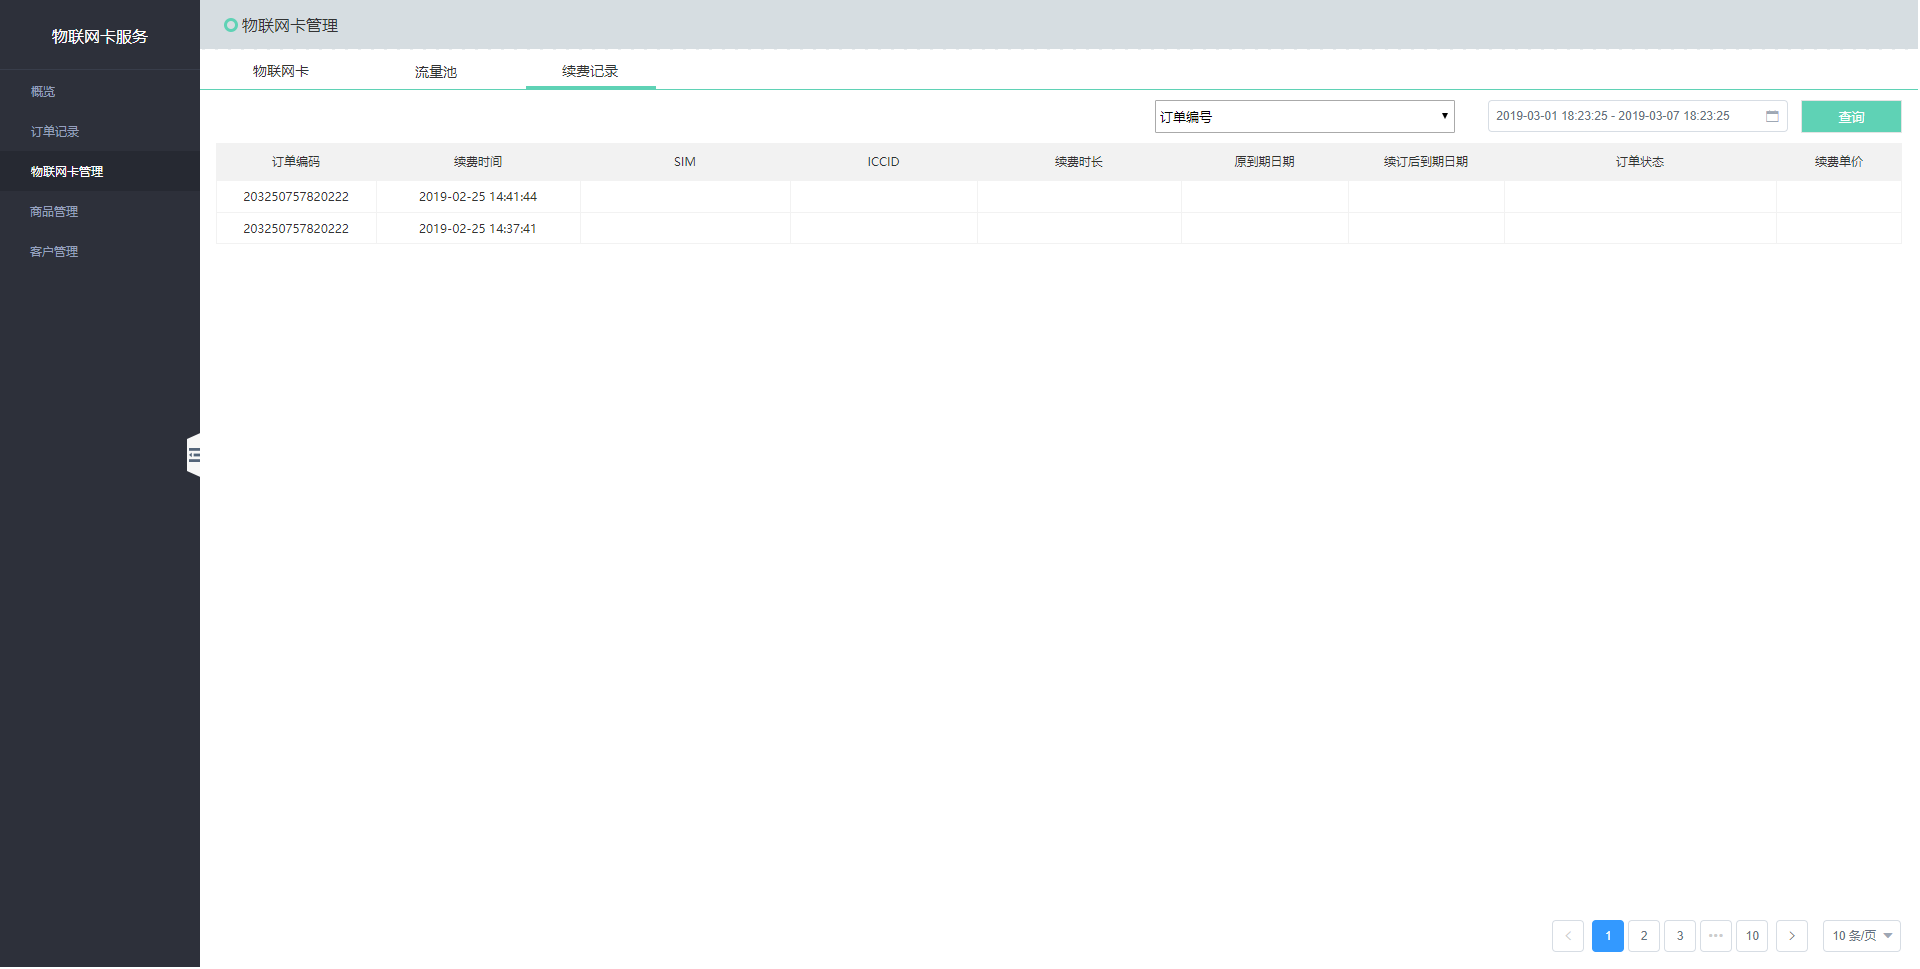 物联网卡服务
概览
订单记录
物联网卡管理
商品管理
客户管理
物联网卡管理
物联网卡 流量池 续费记录
订单编号 2019-03-01 18:23:25 - 2019-03-07 18:23:25 查询
订单编码 续费时间 SIM ICCID 续费时长 原到期日期 续订后到期日期 订单状态 续费单价
203250757820222 2019-02-25 14:41:44
203250757820222 2019-02-25 14:37:41
1 2 3 ••• 10 10 条/页